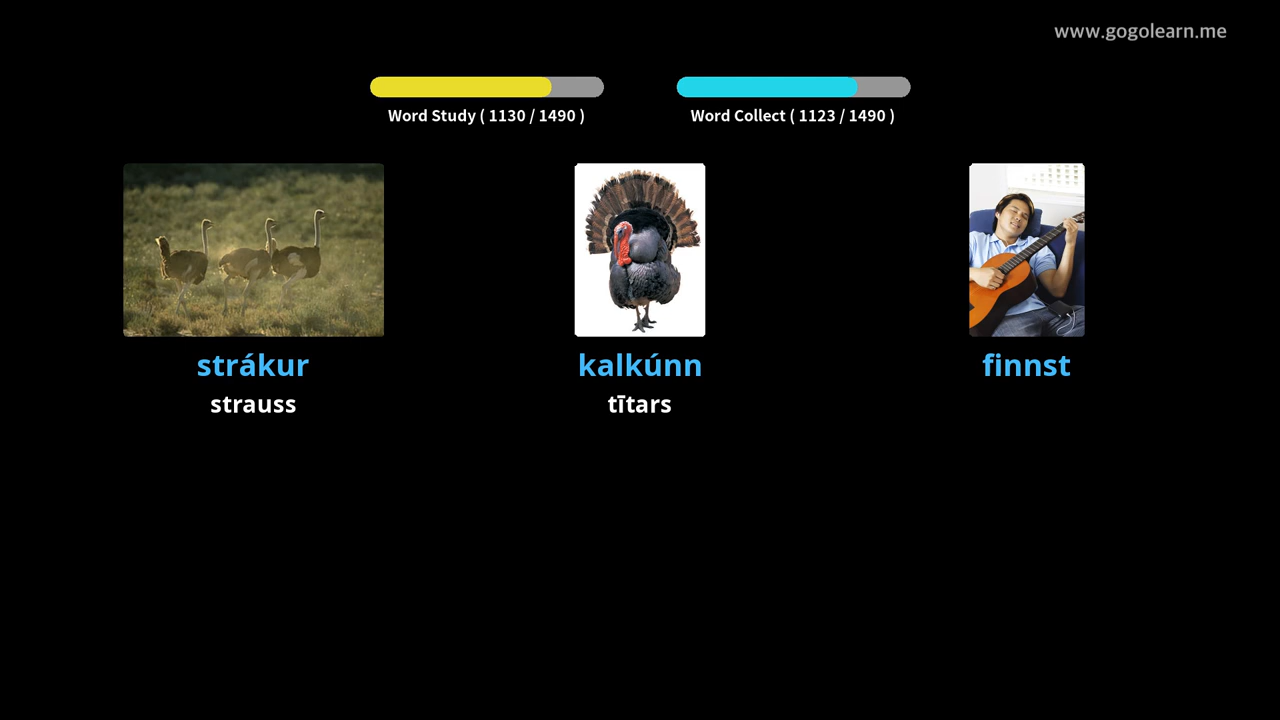 www.gogolearn.me
Word Study ( 1130 / 1490 )
Word Collect ( 1123 / 1490 )
strákur
kalkúnn
finnst
strauss
tītars